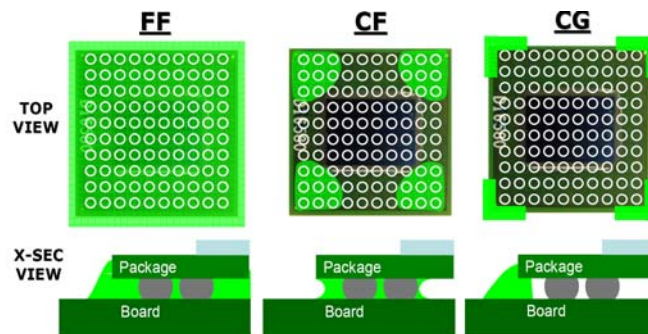 FF CF CG
TOP
VIEW
X-SEC
VIEW
Package Package Package
Board Board Board